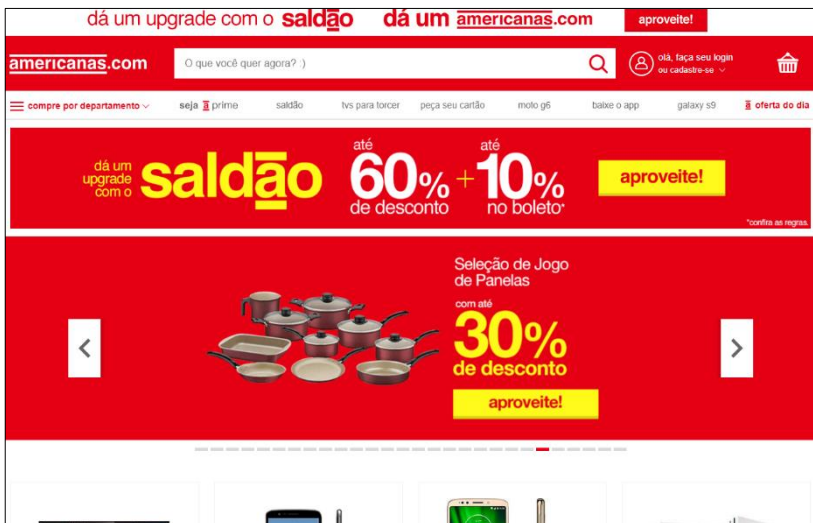 dá um upgrade com o saldão dá um americanas.com aproveite!
americanas.com
O que você quer agora? :)
olá, faça seu login
ou cadastre-se
compre por departamento
seja a prime
saldão
tvs para torcer
peça seu cartão
moto g6
baixe o app
galaxy s9
a oferta do dia
dá um
upgrade
com o
saldão
até
60%
de desconto
+
até
10%
no boleto*
aproveite!
*confira as regras.
Seleção de Jogo
de Panelas
com até
30%
de desconto
aproveite!